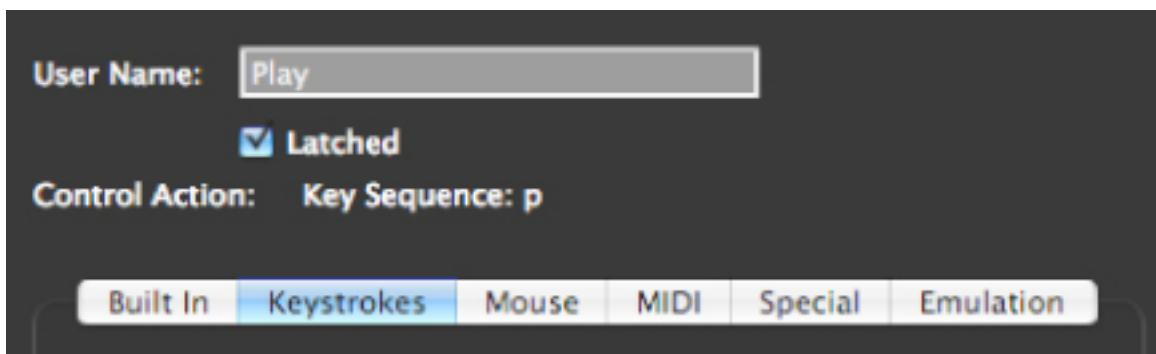 User Name: Play
Latched
Control Action: Key Sequence: p
Built In Keystrokes Mouse MIDI Special Emulation